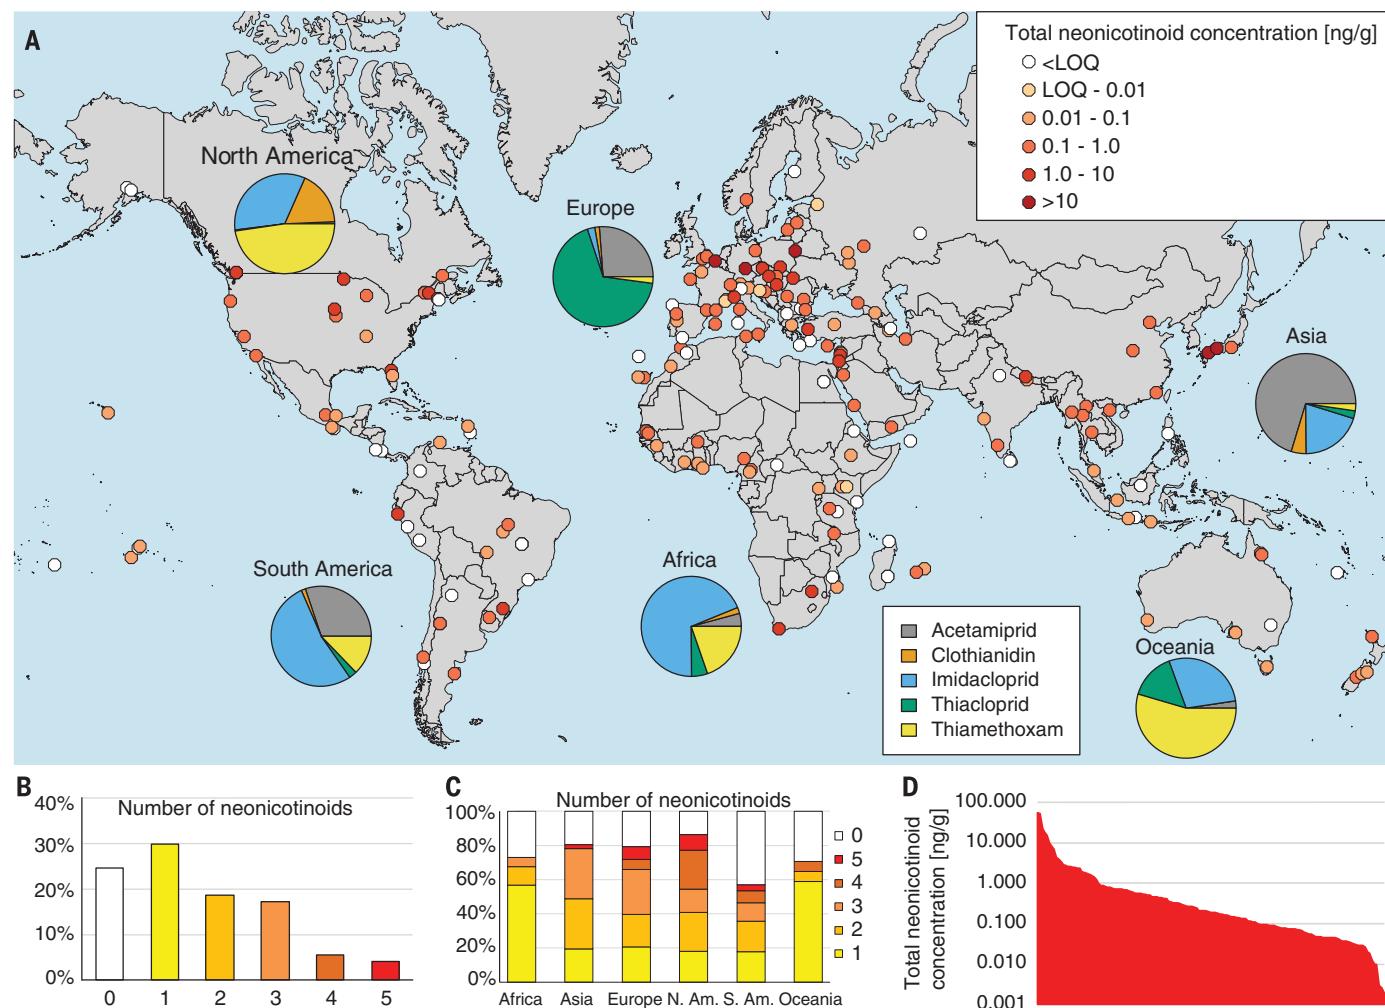 A
Total neonicotinoid concentration [ng/g]
<LOQ
LOQ - 0.01
0.01 - 0.1
0.1 - 1.0
1.0 - 10
>10
North America
Europe
Asia
South America
Africa
Oceania
Acetamiprid
Clothianidin
Imidacloprid
Thiacloprid
Thiamethoxam
B
Number of neonicotinoids
40%
30%
20%
10%
0%
0 1 2 3 4 5
C
Number of neonicotinoids
100%
80%
60%
40%
20%
0%
Africa Asia Europe N. Am. S. Am. Oceania
0
5
4
3
2
1
D
Total neonicotinoid
concentration [ng/g]
100.000
10.000
1.000
0.100
0.010
0.001